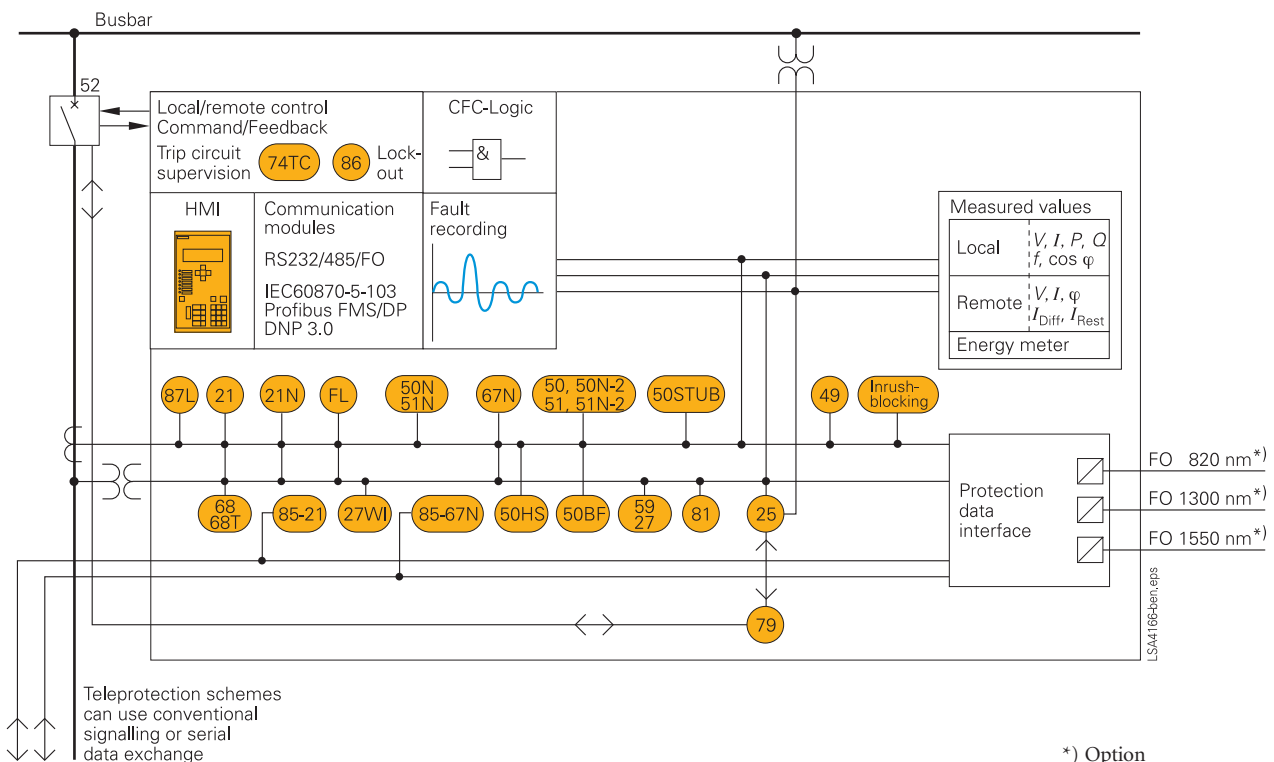 Busbar
52
Local/remote control
Command/Feedback
Trip circuit
supervision
74TC
86
Lock-
out
CFC-Logic
&
HMI
Communication
modules
RS232/485/FO
IEC60870-5-103
Profibus FMS/DP
DNP 3.0
Fault
recording
Measured values
Local
V, I, P, Q
f, cos φ
Remote
V, I, φ
IDiff, IRest
Energy meter
87L
21
21N
FL
50N
51N
67N
50, 50N-2
51, 51N-2
50STUB
49
Inrush-
blocking
68
68T
85-21
27WI
85-67N
50HS
50BF
59
27
81
25
79
Protection
data
interface
FO 820 nm*)
FO 1300 nm*)
FO 1550 nm*)
LSA4166-ben.eps
Teleprotection schemes
can use conventional
signalling or serial
data exchange
*) Option